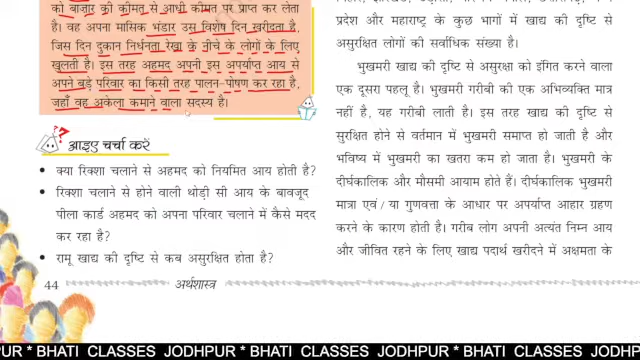 को बाजार की कीमत से आधी कीमत पर प्राप्त कर लेता
है। वह अपना मासिक भंडार उस विशेष दिन खरीदता है,
जिस दिन दुकान निर्धनता रेखा के नीचे के लोगों के लिए
खुलती है। इस तरह अहमद अपनी इस अपर्याप्त आय से
अपने बड़े परिवार का किसी तरह पालन-पोषण कर रहा है,
जहाँ वह अकेला कमाने वाला सदस्य है।
आइए चर्चा करें
• क्या रिक्शा चलाने से अहमद को नियमित आय होती है?
• रिक्शा चलाने से होने वाली थोड़ी सी आय के बावजूद
पीला कार्ड अहमद को अपना परिवार चलाने में कैसे मदद
कर रहा है?
• रामू खाद्य की दृष्टि से कब असुरक्षित होता है?
प्रदेश और महाराष्ट्र के कुछ भागों में खाद्य की दृष्टि से
असुरक्षित लोगों की सर्वाधिक संख्या है।
भुखमरी खाद्य की दृष्टि से असुरक्षा को इंगित करने वाला
एक दूसरा पहलू है। भुखमरी गरीबी की एक अभिव्यक्ति मात्र
नहीं है, यह गरीबी लाती है। इस तरह खाद्य की दृष्टि से
सुरक्षित होने से वर्तमान में भुखमरी समाप्त हो जाती है और
भविष्य में भुखमरी का खतरा कम हो जाता है। भुखमरी के
दीर्घकालिक और मौसमी आयाम होते हैं। दीर्घकालिक भुखमरी
मात्रा एवं/या गुणवत्ता के आधार पर अपर्याप्त आहार ग्रहण
करने के कारण होती है। गरीब लोग अपनी अत्यंत निम्न आय
और जीवित रहने के लिए खाद्य पदार्थ खरीदने में अक्षमता के
44 अर्थशास्त्र
PUR * BHATI CLASSES JODHPUR * BHATI CLASSES JODHPUR * BHATI CLASSES JODHPU